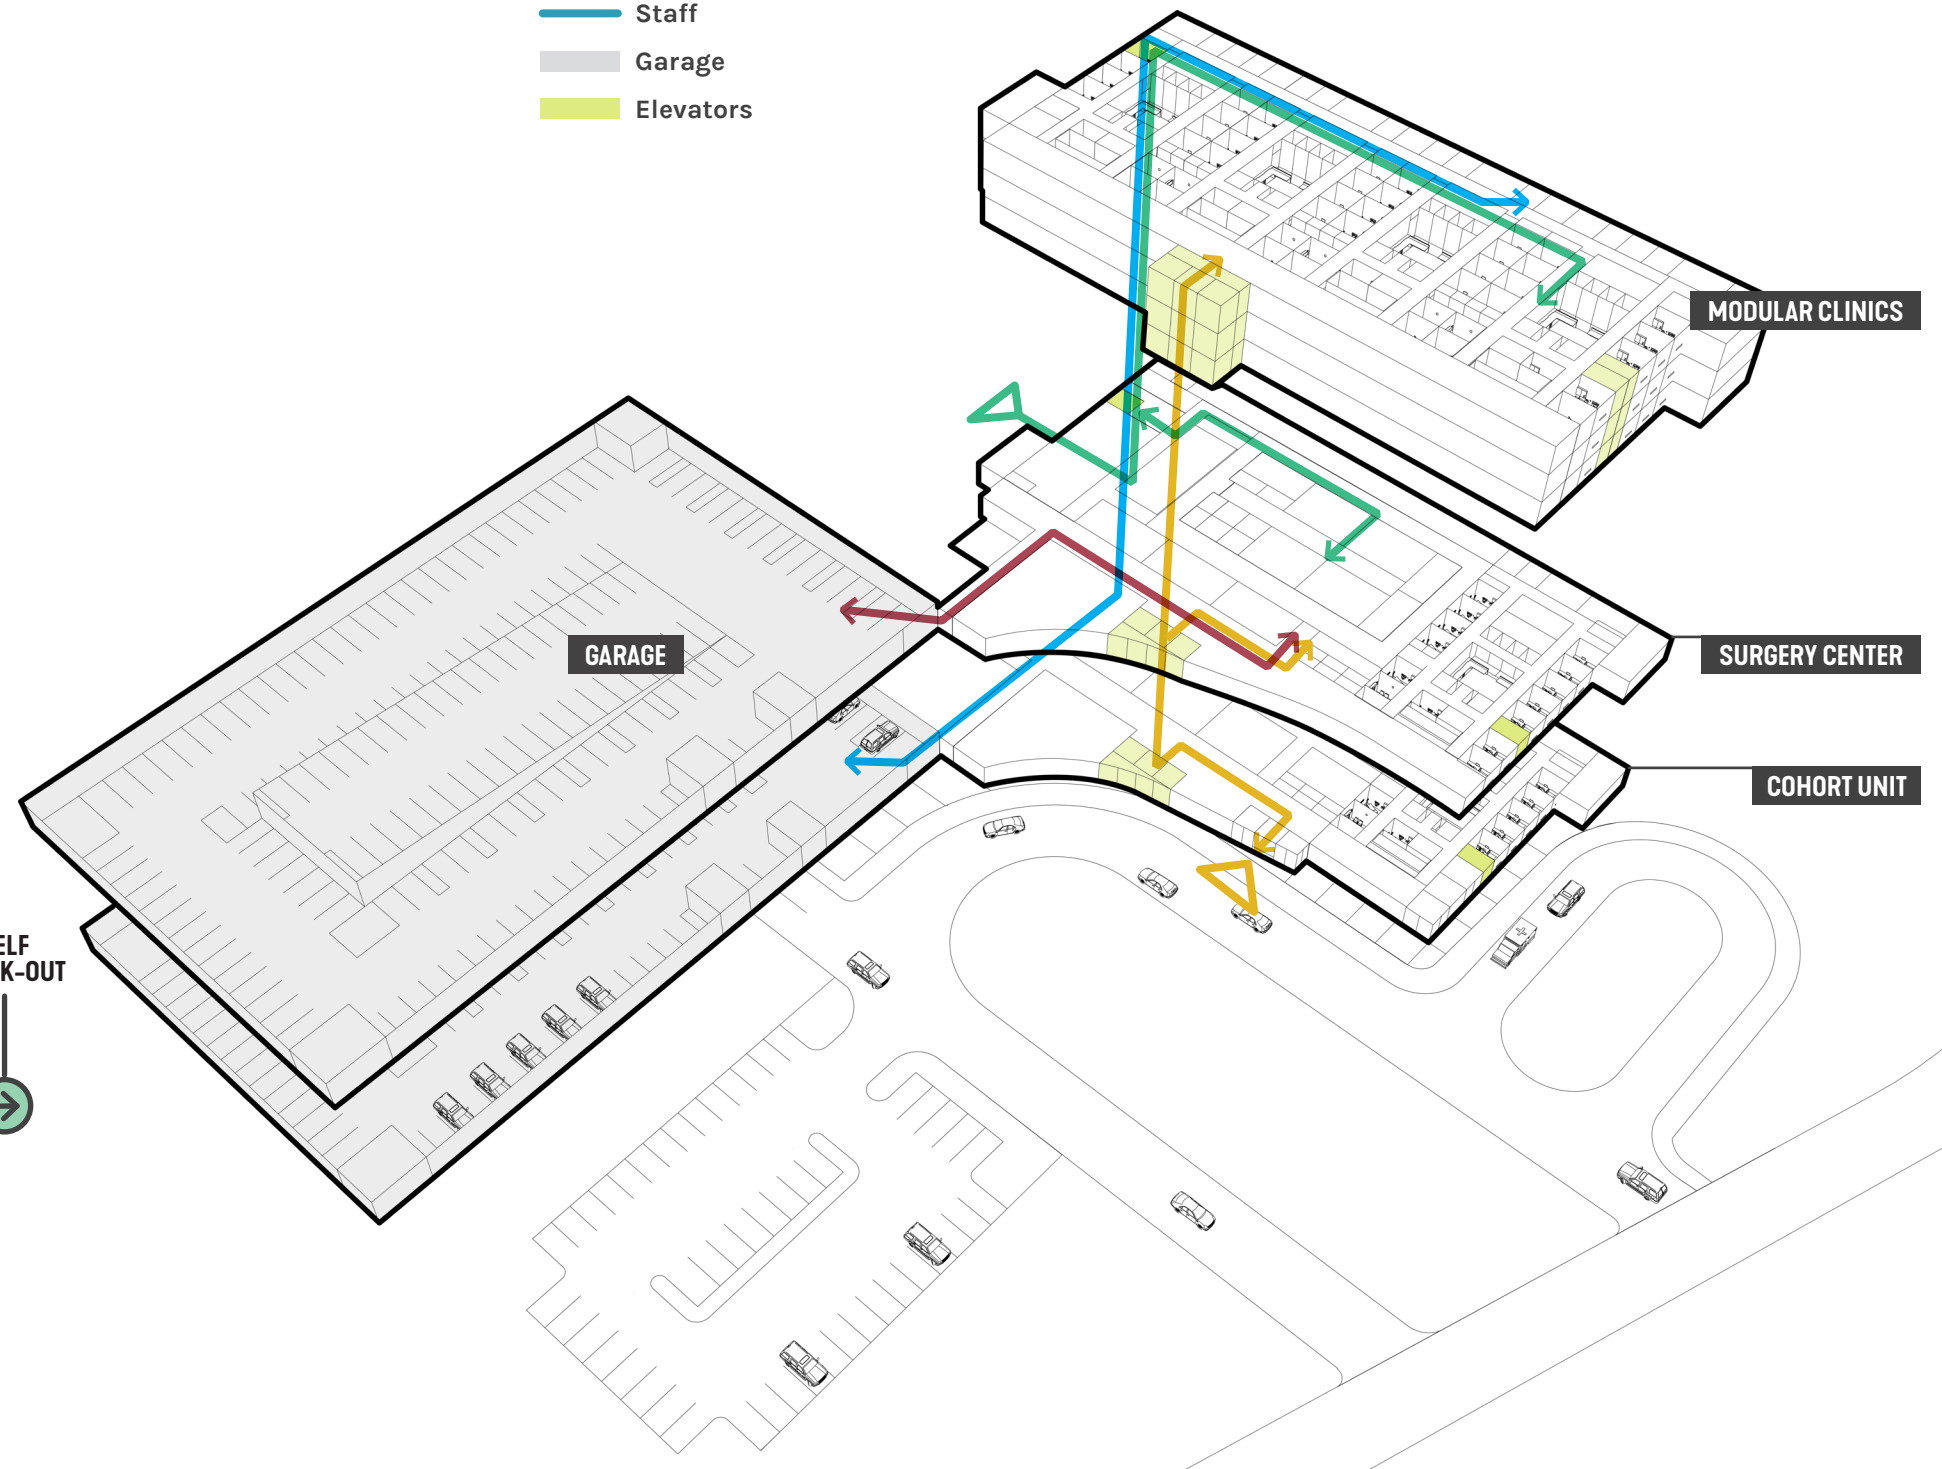 Staff
Garage
Elevators
MODULAR CLINICS
GARAGE
SURGERY CENTER
COHORT UNIT
ELF
K-OUT